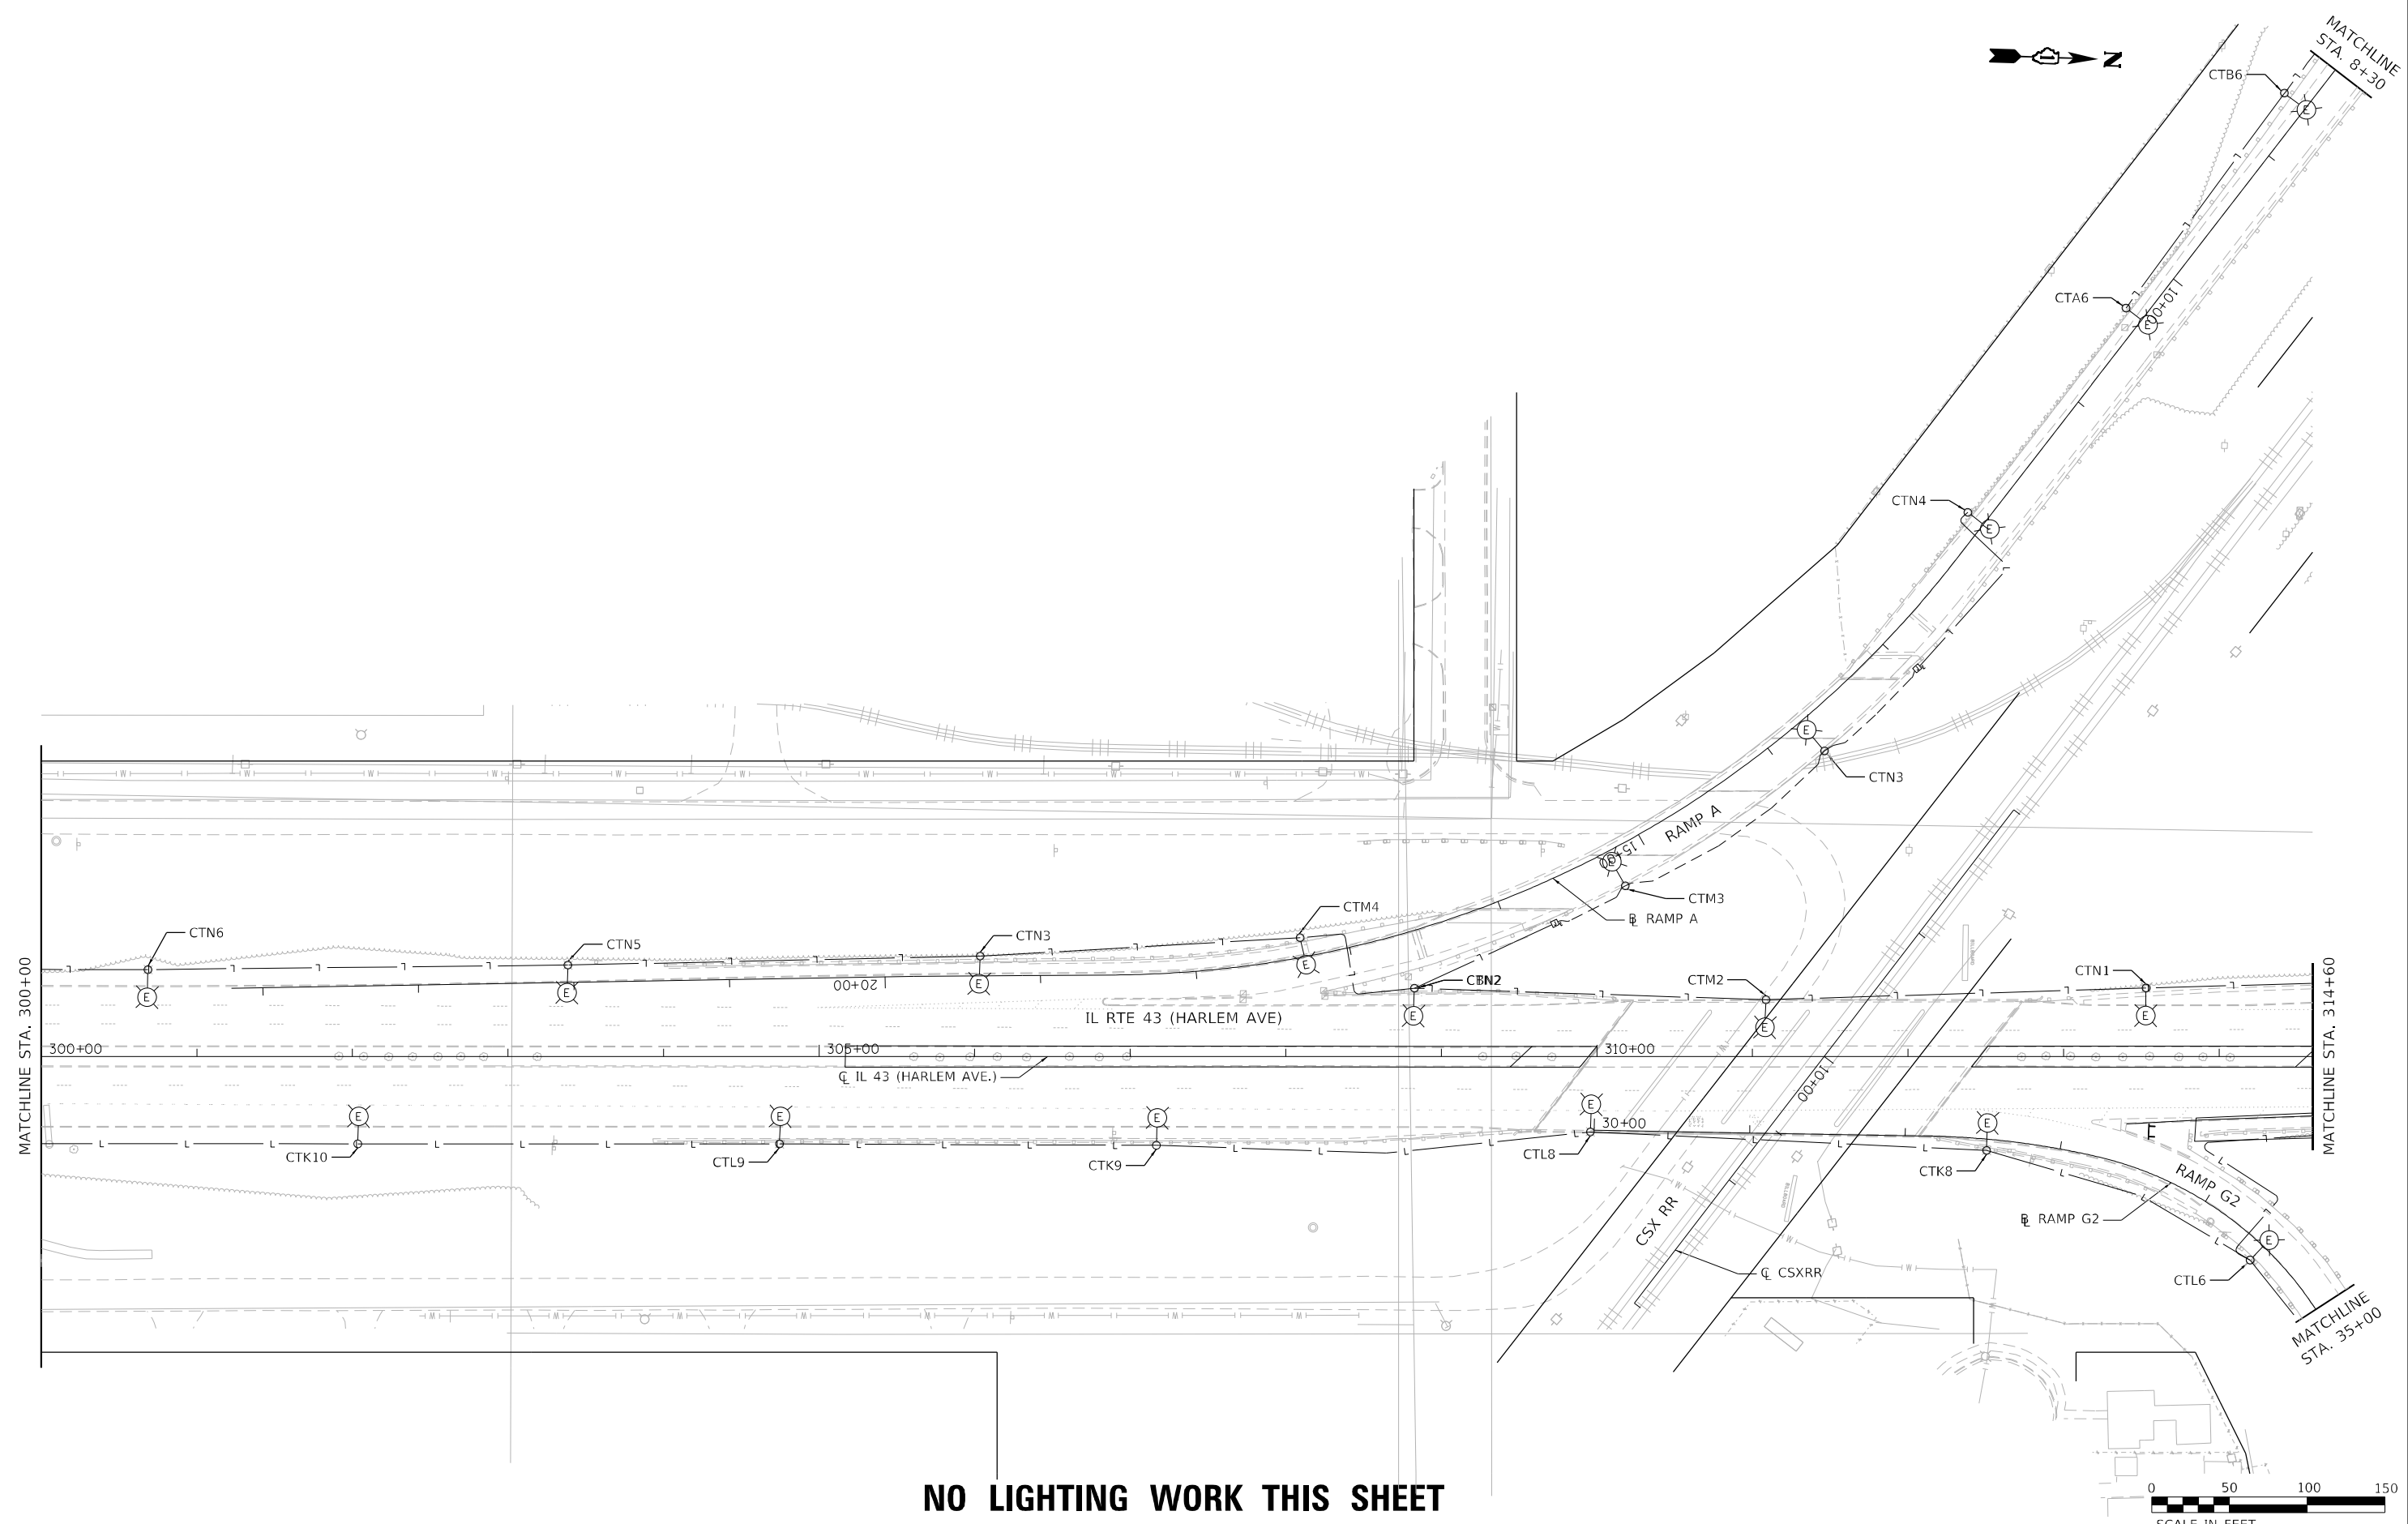 MATCHLINE
STA. 8+30
N
CTB6
CTA6
10+00
CTN4
CTN3
RAMP A
15+00
CTM3
CTM4
℄ RAMP A
CTN6
CTN5
CTN3
20+00
CTM2
CTN1
IL RTE 43 (HARLEM AVE)
MATCHLINE STA. 300+00
300+00
305+00
310+00
MATCHLINE STA. 314+60
℄ IL 43 (HARLEM AVE.)
10+00
30+00
CTK10
CTL9
CTK9
CTL8
CTK8
RAMP G2
℄ RAMP G2
CSX RR
℄ CSXRR
CTL6
MATCHLINE
STA. 35+00
NO LIGHTING WORK THIS SHEET
0 50 100 150
SCALE IN FEET